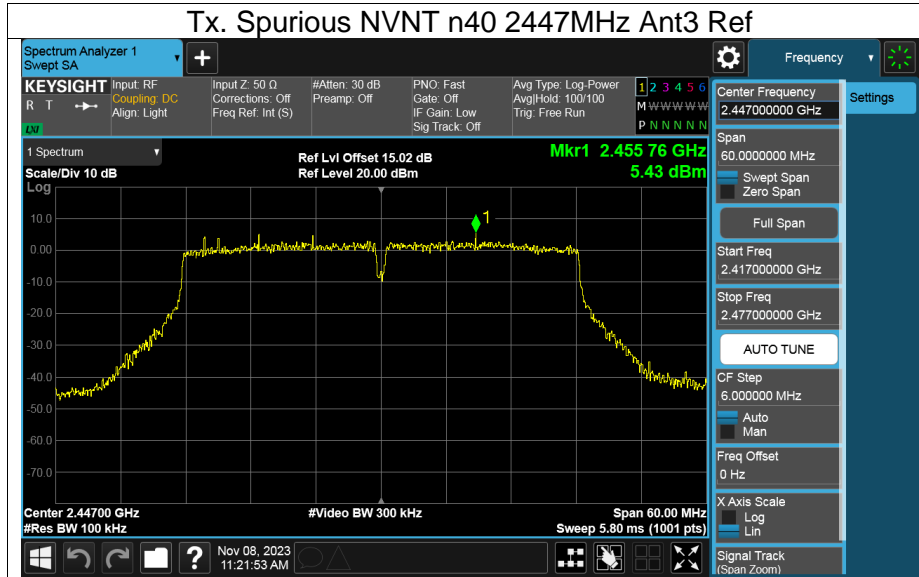 Tx. Spurious NVNT n40 2447MHz Ant3 Ref
Spectrum Analyzer 1
Swept SA
+
Frequency
KEYSIGHT
R T
LXI
Input: RF
Coupling: DC
Align: Light
Input Z: 50 Ω
Corrections: Off
Freq Ref: Int (S)
#Atten: 30 dB
Preamp: Off
PNO: Fast
Gate: Off
IF Gain: Low
Sig Track: Off
Avg Type: Log-Power
Avg|Hold: 100/100
Trig: Free Run
1 2 3 4 5 6
M W W W W W
P N N N N N
1 Spectrum
Scale/Div 10 dB
Log
Ref Lvl Offset 15.02 dB
Ref Level 20.00 dBm
Mkr1 2.455 76 GHz
5.43 dBm
1
10.0
0.00
-10.0
-20.0
-30.0
-40.0
-50.0
-60.0
-70.0
Center 2.44700 GHz
#Res BW 100 kHz
#Video BW 300 kHz
Span 60.00 MHz
Sweep 5.80 ms (1001 pts)
Center Frequency
2.447000000 GHz
Settings
Span
60.0000000 MHz
Swept Span
Zero Span
Full Span
Start Freq
2.417000000 GHz
Stop Freq
2.477000000 GHz
AUTO TUNE
CF Step
6.000000 MHz
Auto
Man
Freq Offset
0 Hz
X Axis Scale
Log
Lin
Signal Track
(Span Zoom)
?
Nov 08, 2023
11:21:53 AM